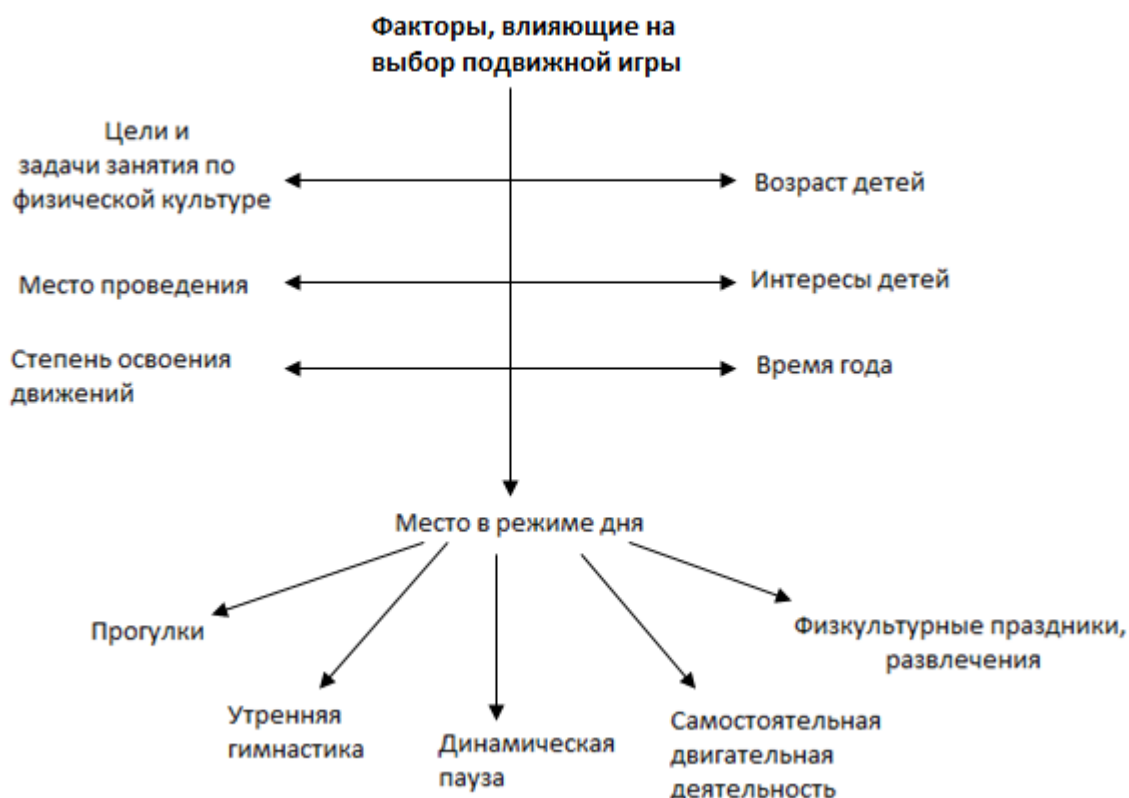 Факторы, влияющие на
выбор подвижной игры
Цели и
задачи занятия по
физической культуре
Возраст детей
Место проведения
Интересы детей
Степень освоения
движений
Время года
Место в режиме дня
Прогулки
Утренняя
гимнастика
Динамическая
пауза
Самостоятельная
двигательная
деятельность
Физкультурные праздники,
развлечения